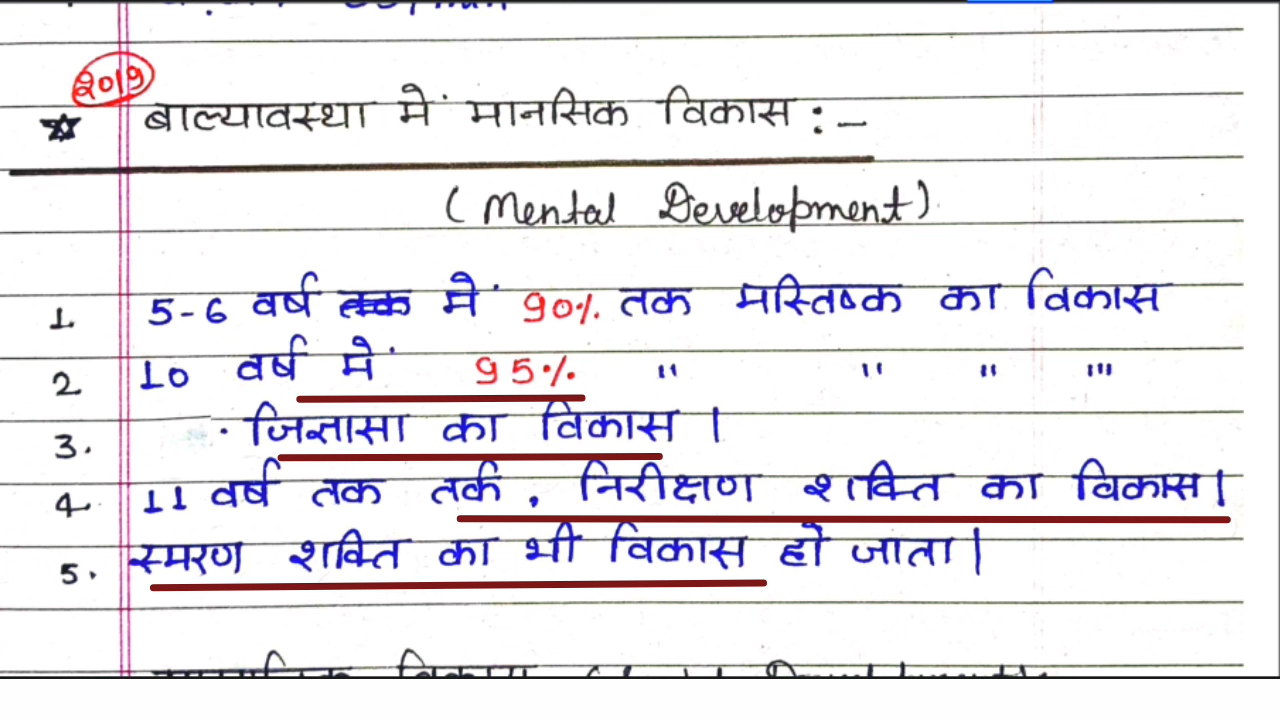 2019
☆ बाल्यावस्था में मानसिक विकास :-
(Mental Development)
1. 5-6 वर्ष में 90% तक मस्तिष्क का विकास
2 10 वर्ष में 95% " " " "'
3. · जिज्ञासा का विकास ।
4. 11 वर्ष तक तर्क, निरीक्षण शक्ति का विकास।
5. स्मरण शक्ति का भी विकास हो जाता।